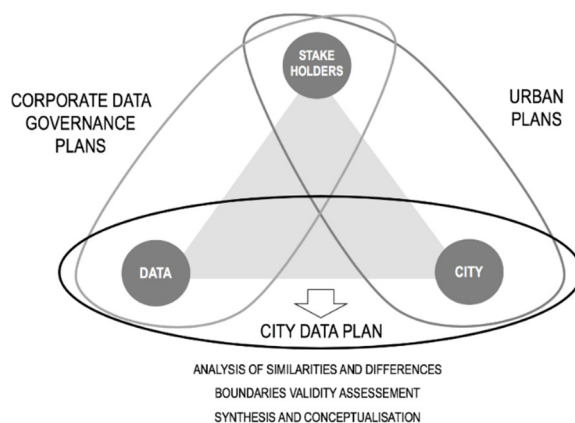 STAKE
HOLDERS
CORPORATE DATA
GOVERNANCE
PLANS
URBAN
PLANS
DATA
CITY
CITY DATA PLAN
ANALYSIS OF SIMILARITIES AND DIFFERENCES
BOUNDARIES VALIDITY ASSESSEMENT
SYNTHESIS AND CONCEPTUALISATION